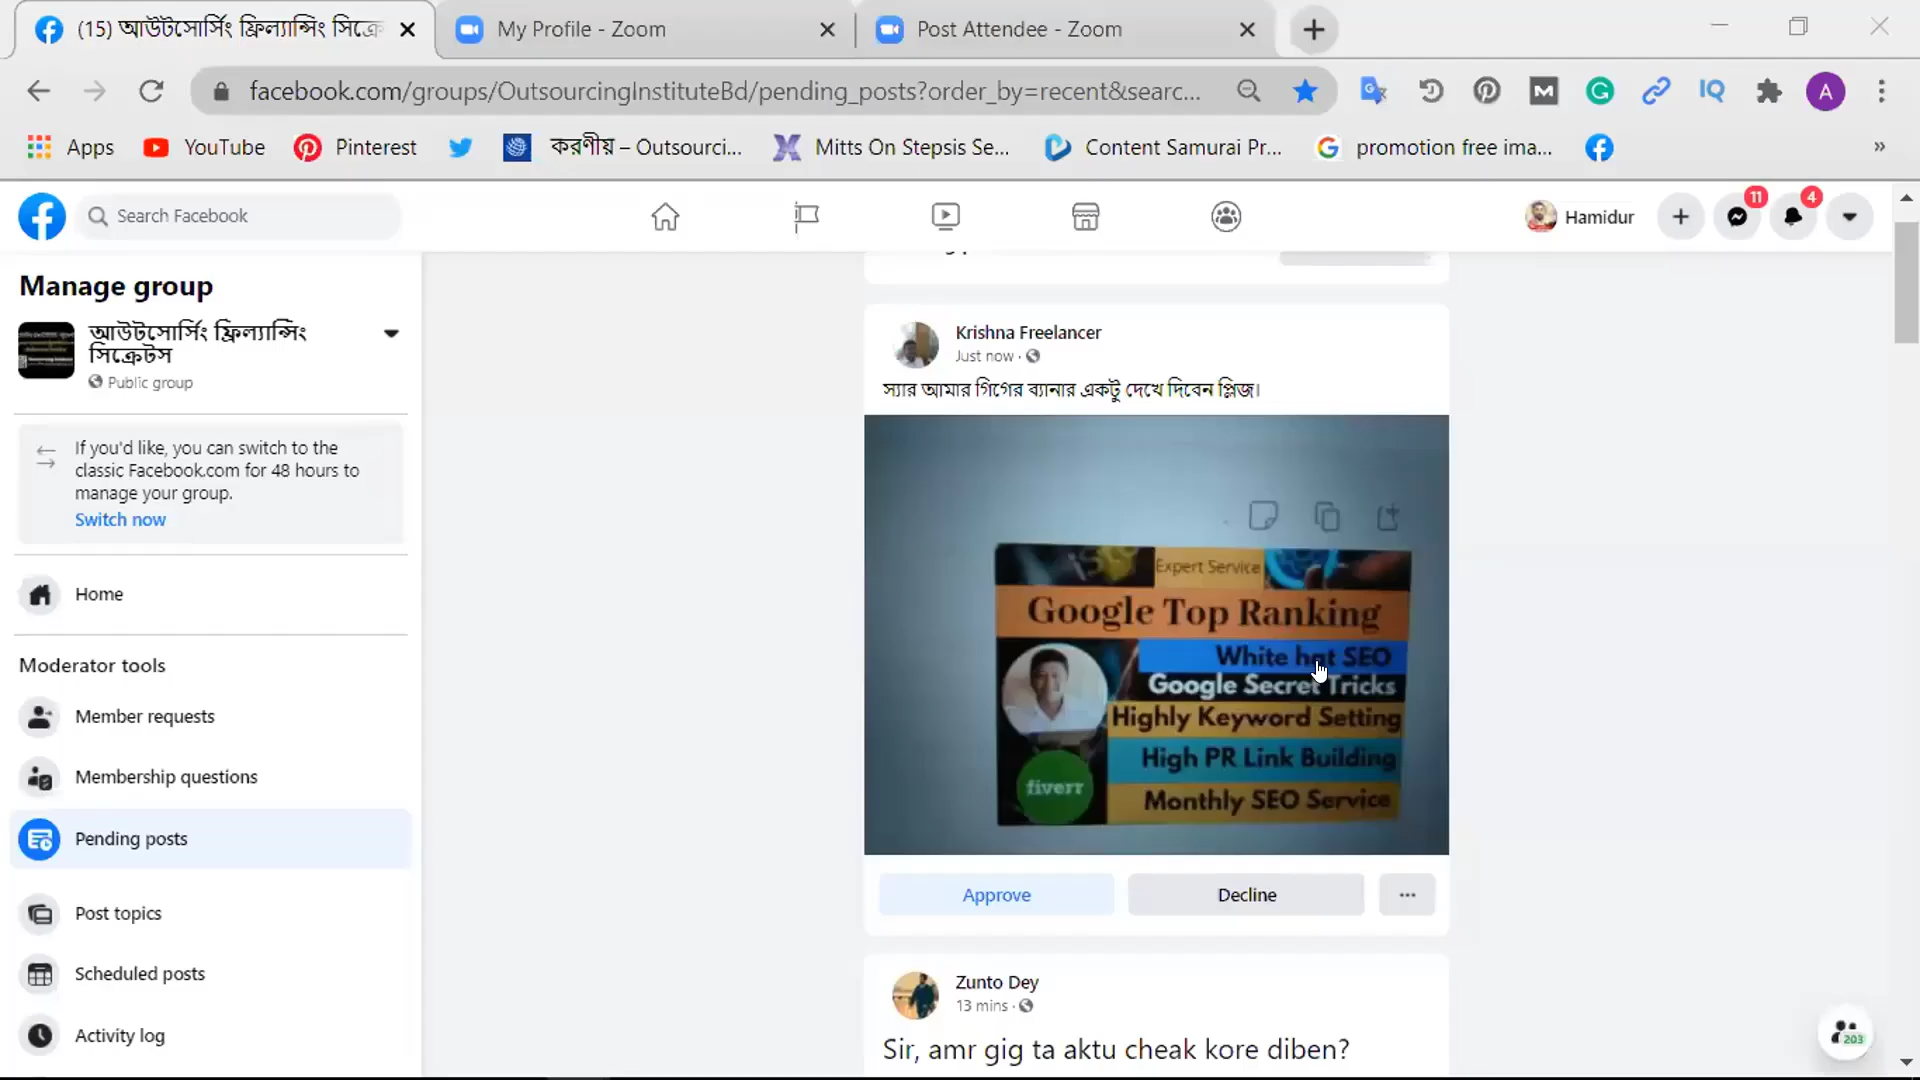 (15) আউটসোর্সিং ফ্রিল্যান্সিং সিক্রে
My Profile - Zoom
Post Attendee - Zoom
facebook.com/groups/OutsourcingInstituteBd/pending_posts?order_by=recent&searc...
M
G
IQ
A
Apps
YouTube
Pinterest
করণীয় – Outsourci...
Mitts On Stepsis Se...
Content Samurai Pr...
promotion free ima...
»
Search Facebook
Hamidur
11
4
Manage group
আউটসোর্সিং ফ্রিল্যান্সিং
সিক্রেটস
Public group
If you'd like, you can switch to the
classic Facebook.com for 48 hours to
manage your group.
Switch now
Home
Moderator tools
Member requests
Membership questions
Pending posts
Post topics
Scheduled posts
Activity log
Krishna Freelancer
Just now ·
স্যার আমার গিগের ব্যানার একটু দেখে দিবেন প্লিজ।
Expert Service
Google Top Ranking
White hat SEO
Google Secret Tricks
Highly Keyword Setting
High PR Link Building
Monthly SEO Service
fiverr
Approve
Decline
...
Zunto Dey
13 mins ·
Sir, amr gig ta aktu cheak kore diben?
203